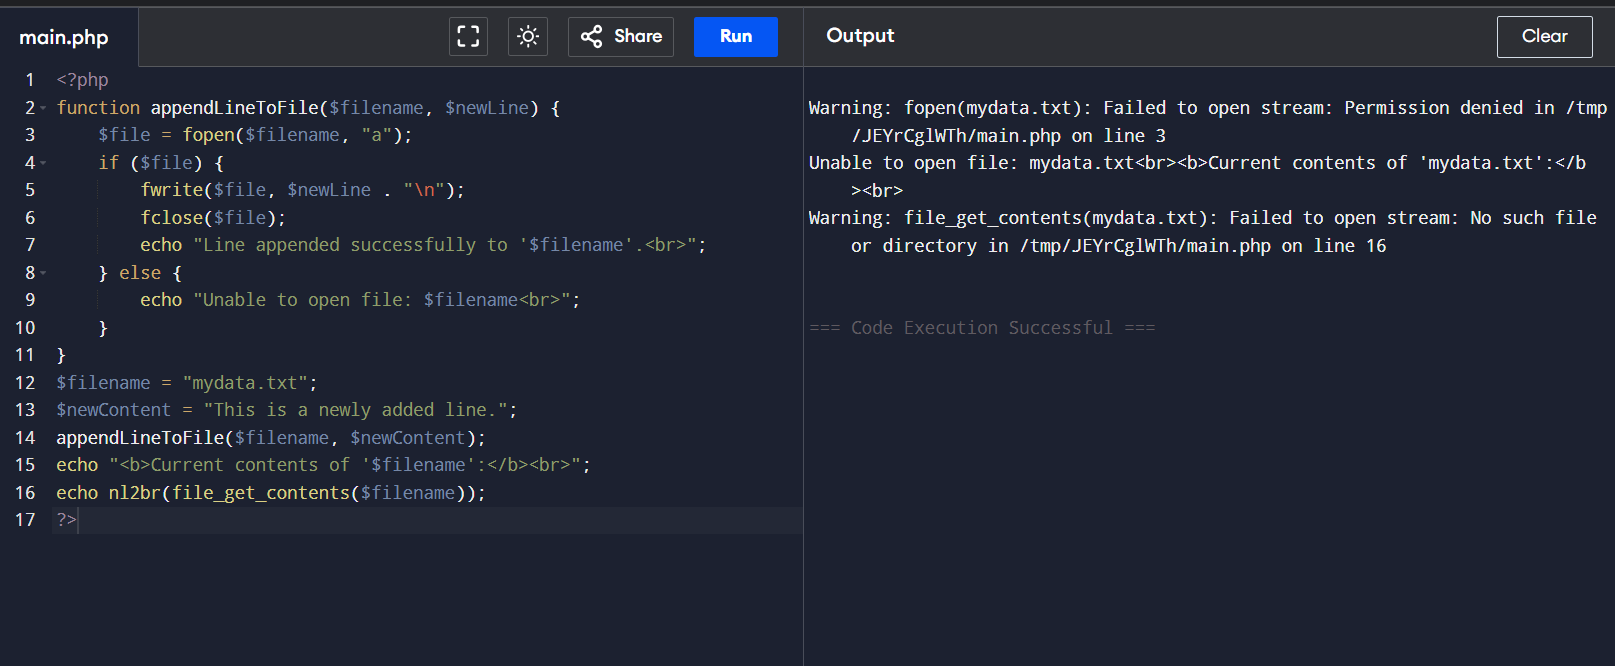 main.php
Share
Run
Output
Clear
1 <?php
2 function appendLineToFile($filename, $newLine) {
3     $file = fopen($filename, "a");
4     if ($file) {
5         fwrite($file, $newLine . "\n");
6         fclose($file);
7         echo "Line appended successfully to '$filename'.<br>";
8     } else {
9         echo "Unable to open file: $filename<br>";
10     }
11 }
12 $filename = "mydata.txt";
13 $newContent = "This is a newly added line.";
14 appendLineToFile($filename, $newContent);
15 echo "<b>Current contents of '$filename':</b><br>";
16 echo nl2br(file_get_contents($filename));
17 ?>
Warning: fopen(mydata.txt): Failed to open stream: Permission denied in /tmp
/JEYrCglWTh/main.php on line 3
Unable to open file: mydata.txt<br><b>Current contents of 'mydata.txt':</b
><br>
Warning: file_get_contents(mydata.txt): Failed to open stream: No such file
or directory in /tmp/JEYrCglWTh/main.php on line 16
=== Code Execution Successful ===